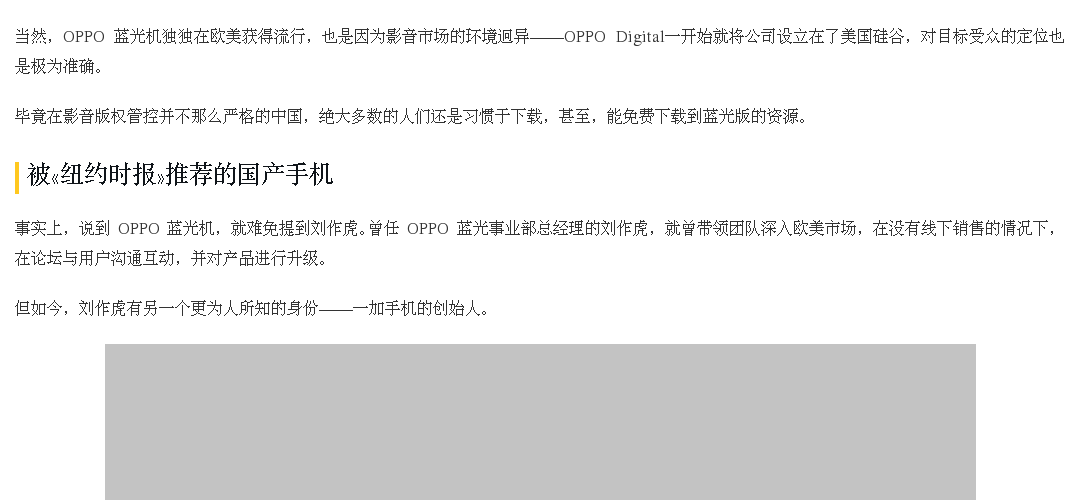 当然，OPPO 蓝光机独独在欧美获得流行，也是因为影音市场的环境迥异——OPPO Digital一开始就将公司设立在了美国硅谷，对目标受众的定位也
是极为准确。
毕竟在影音版权管控并不那么严格的中国，绝大多数的人们还是习惯于下载，甚至，能免费下载到蓝光版的资源。
被《纽约时报》推荐的国产手机
事实上，说到 OPPO 蓝光机，就难免提到刘作虎。曾任 OPPO 蓝光事业部总经理的刘作虎，就曾带领团队深入欧美市场，在没有线下销售的情况下，
在论坛与用户沟通互动，并对产品进行升级。
但如今，刘作虎有另一个更为人所知的身份——一加手机的创始人。